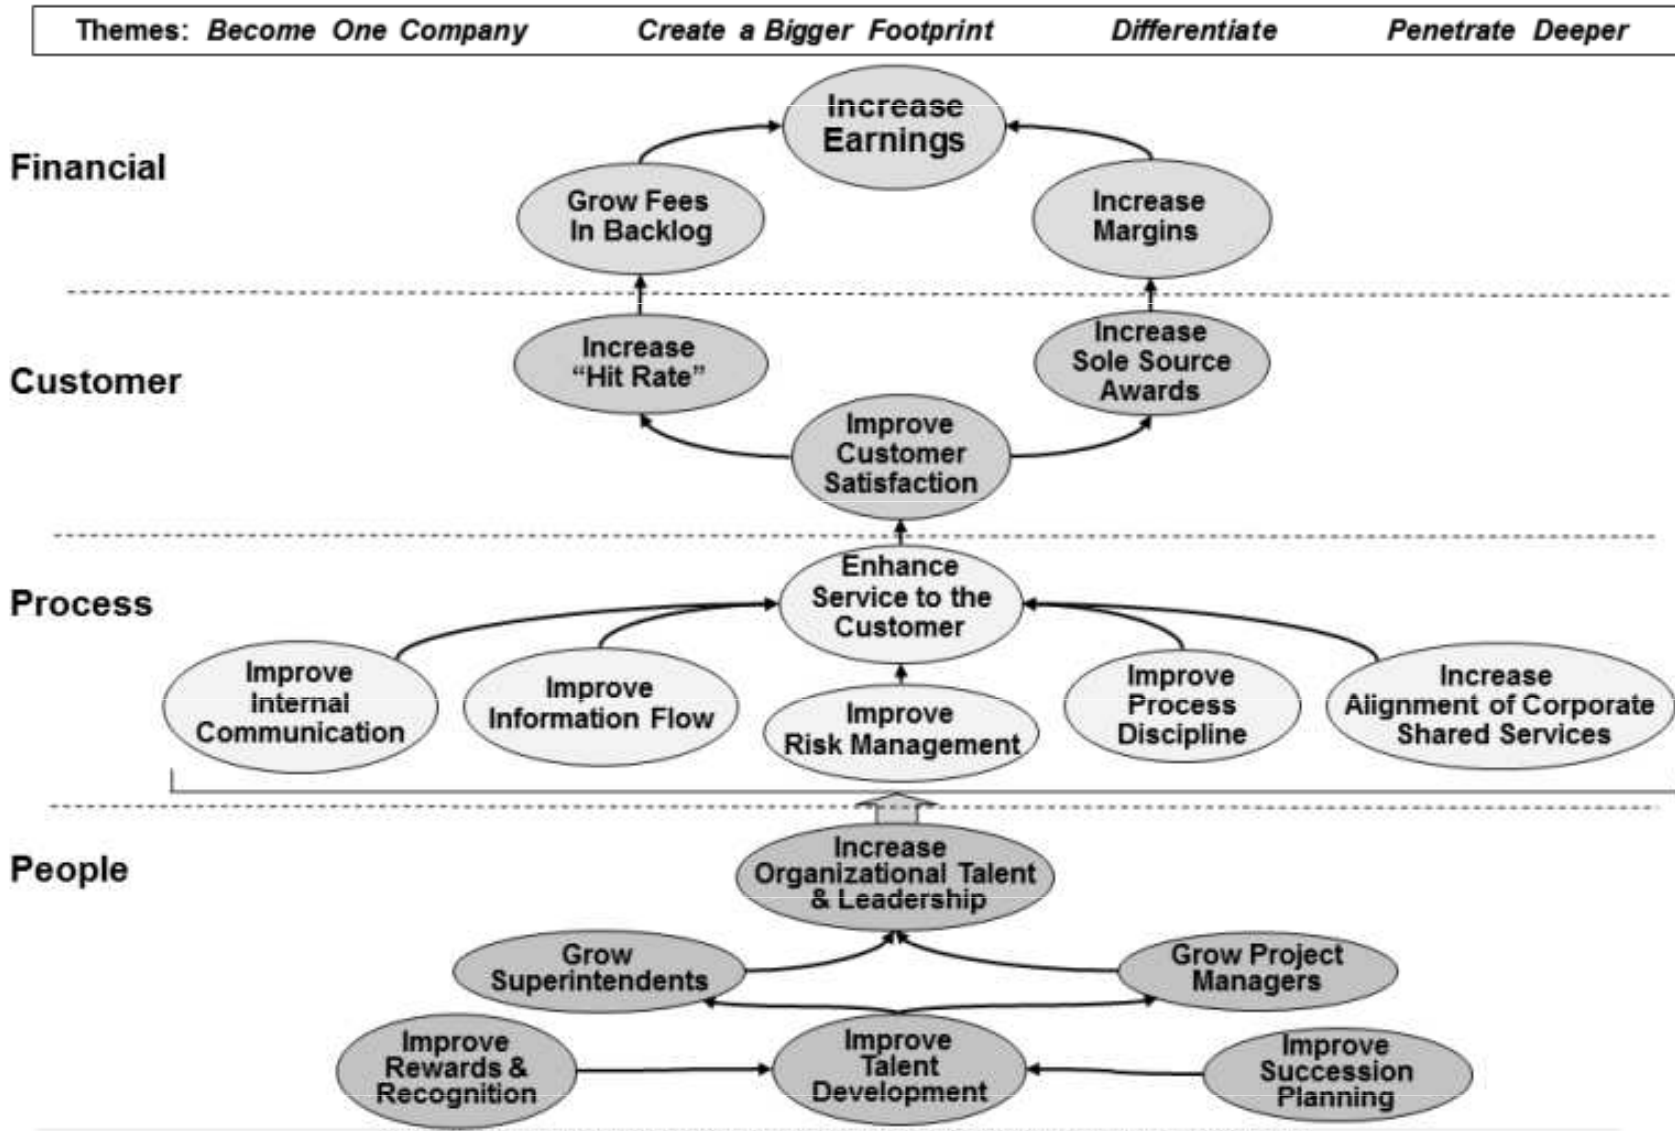 Themes: Become One Company Create a Bigger Footprint Differentiate Penetrate Deeper
Financial
Increase
Earnings
Grow Fees
In Backlog
Increase
Margins
Customer
Increase
“Hit Rate”
Increase
Sole Source
Awards
Improve
Customer
Satisfaction
Process
Enhance
Service to the
Customer
Improve
Internal
Communication
Improve
Information Flow
Improve
Risk Management
Improve
Process
Discipline
Increase
Alignment of Corporate
Shared Services
People
Increase
Organizational Talent
& Leadership
Grow
Superintendents
Grow Project
Managers
Improve
Rewards &
Recognition
Improve
Talent
Development
Improve
Succession
Planning